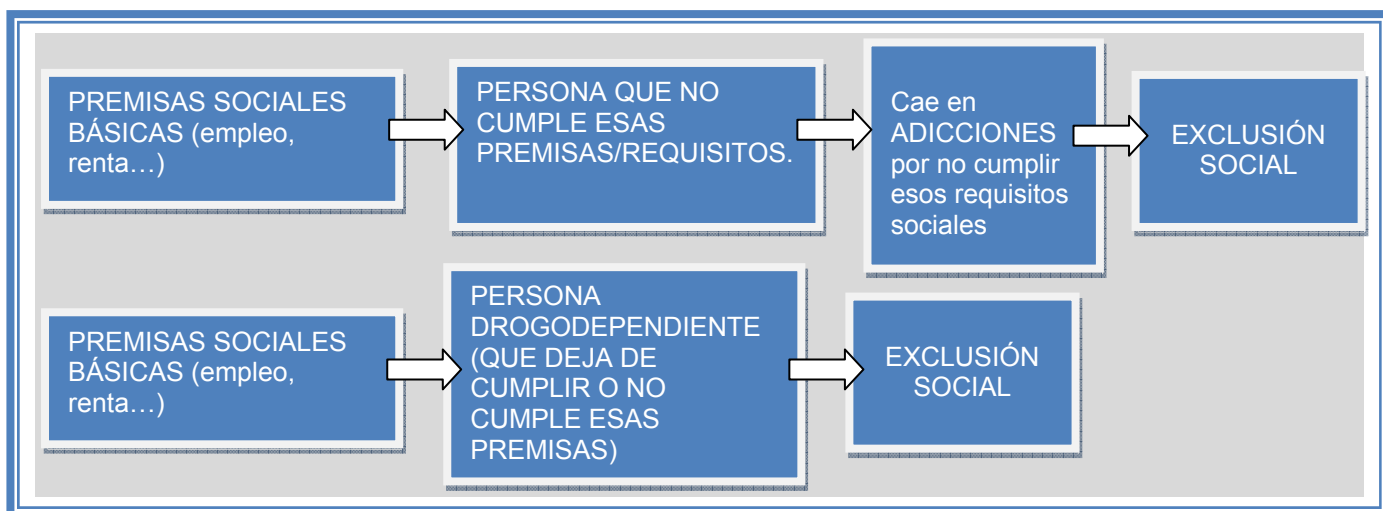 PREMISAS SOCIALES
BÁSICAS (empleo,
renta…)
PERSONA QUE NO
CUMPLE ESAS
PREMISAS/REQUISITOS.
Cae en
ADICCIONES
por no cumplir
esos requisitos
sociales
EXCLUSIÓN
SOCIAL
PREMISAS SOCIALES
BÁSICAS (empleo,
renta…)
PERSONA
DROGODEPENDIENTE
(QUE DEJA DE
CUMPLIR O NO
CUMPLE ESAS
PREMISAS)
EXCLUSIÓN
SOCIAL